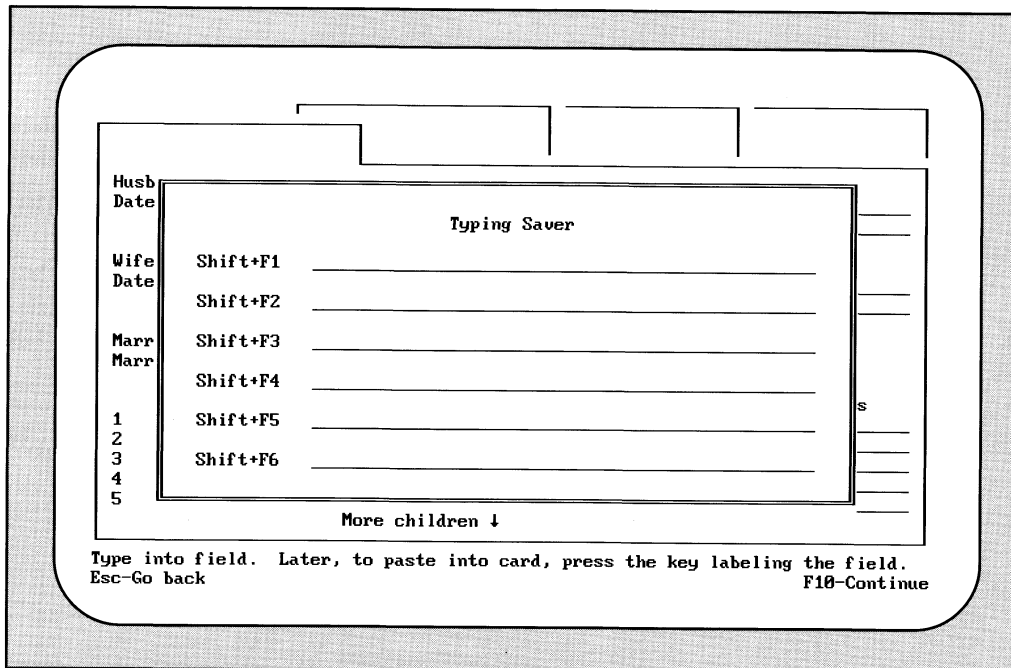 Husb
Date
Typing Saver
Wife Shift+F1
Date
Shift+F2
Marr Shift+F3
Marr
Shift+F4
s
1 Shift+F5
2
3 Shift+F6
4
5
More children ↓
Type into field.  Later, to paste into card, press the key labeling the field.
Esc-Go back F10-Continue